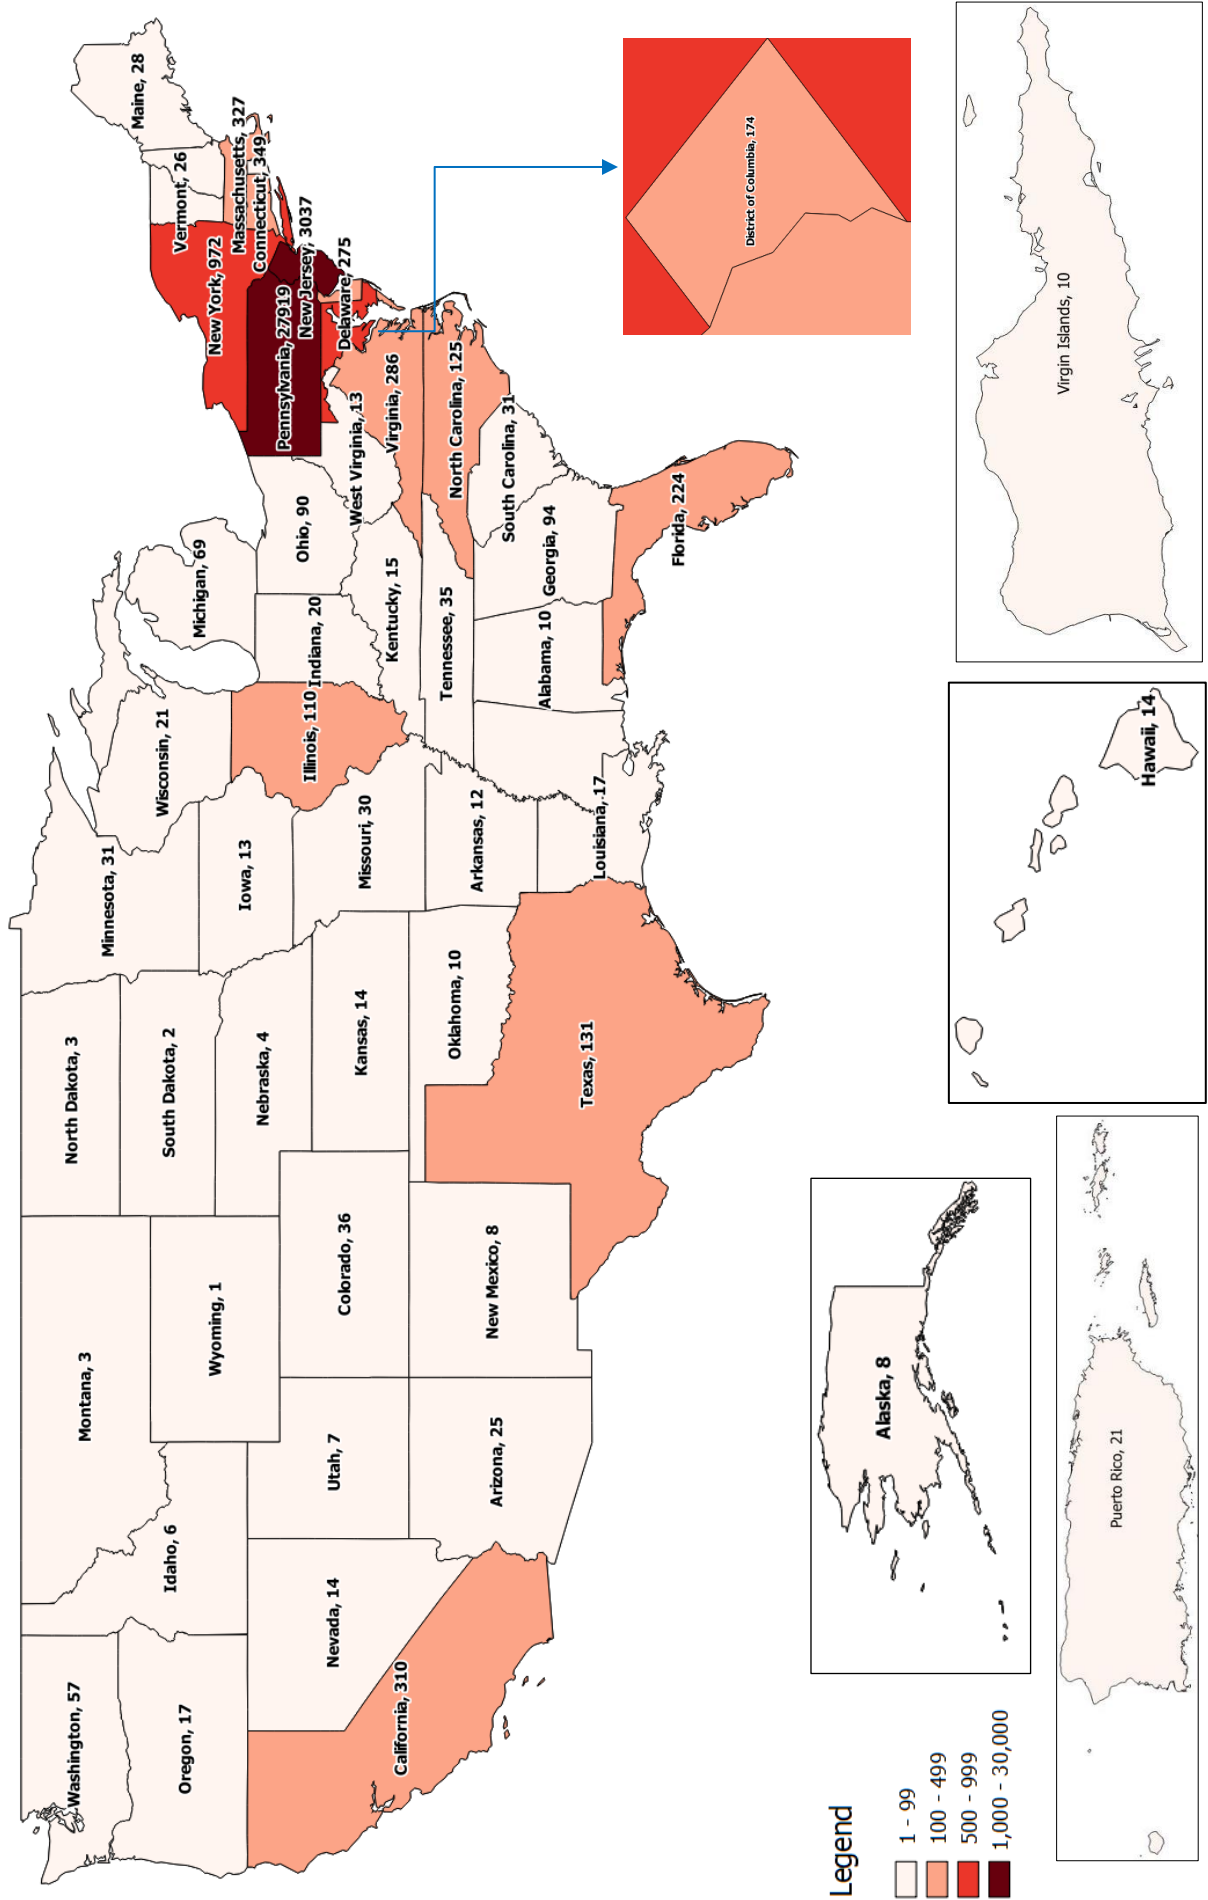 Washington, 57
Oregon, 17
California, 310
Nevada, 14
Idaho, 6
Montana, 3
Wyoming, 1
Utah, 7
Arizona, 25
Colorado, 36
New Mexico, 8
North Dakota, 3
South Dakota, 2
Nebraska, 4
Kansas, 14
Oklahoma, 10
Texas, 131
Minnesota, 31
Iowa, 13
Missouri, 30
Arkansas, 12
Louisiana, 17
Wisconsin, 21
Illinois, 110
Michigan, 69
Indiana, 20
Ohio, 90
Kentucky, 15
Tennessee, 35
Alabama, 10
Georgia, 94
Florida, 224
South Carolina, 31
North Carolina, 125
Virginia, 286
West Virginia, 13
Pennsylvania, 27919
New York, 972
New Jersey, 3037
Delaware, 275
Connecticut, 349
Massachusetts, 327
Vermont, 26
Maine, 28
District of Columbia, 174
Alaska, 8
Hawaii, 14
Puerto Rico, 21
Virgin Islands, 10
Legend
1 - 99
100 - 499
500 - 999
1,000 - 30,000